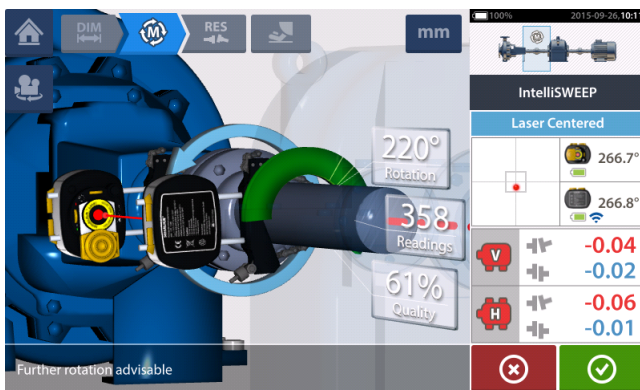 DIM
M
RES
mm
100%
2015-09-26,10:11
M
IntelliSWEEP
Laser Centered
220°
Rotation
266.7°
358
Readings
266.8°
61%
Quality
V
-0.04
-0.02
H
-0.06
-0.01
Further rotation advisable